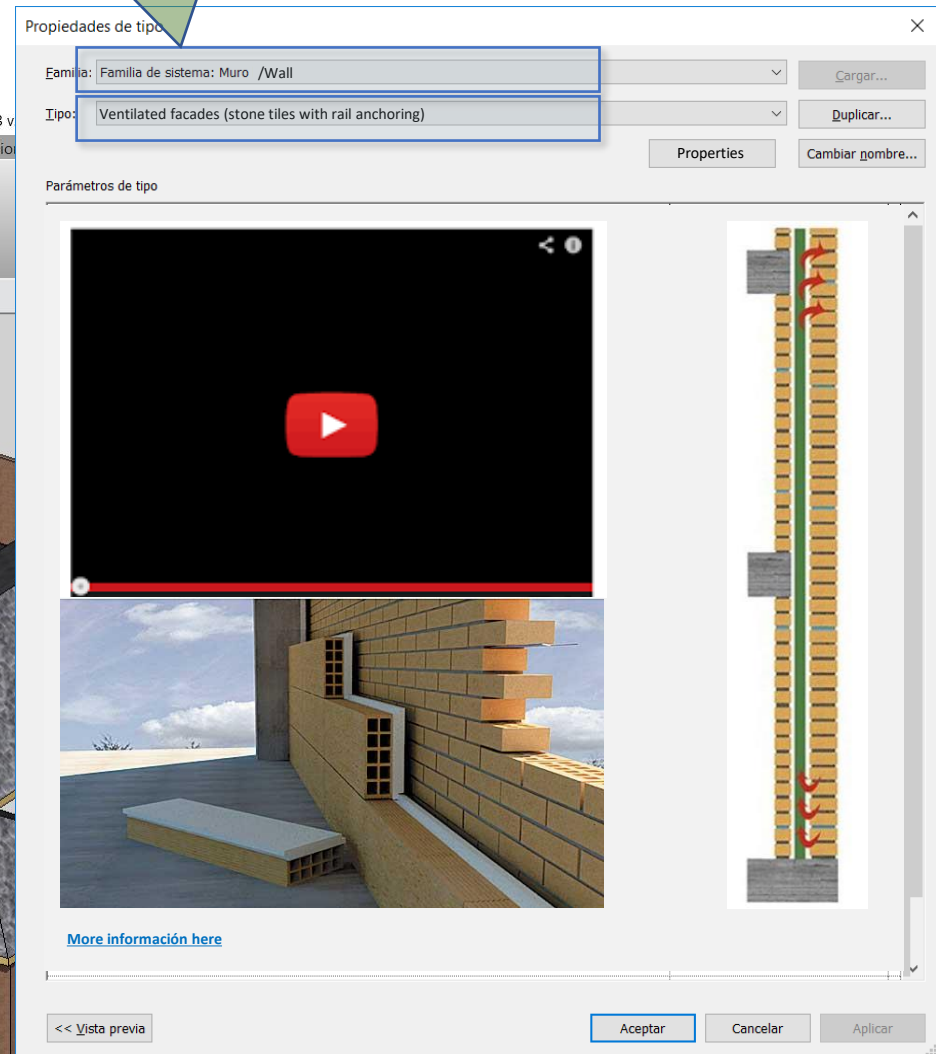 Propiedades de tipo
Familia: Familia de sistema: Muro /Wall
Cargar...
Tipo: Ventilated facades (stone tiles with rail anchoring)
Duplicar...
Properties
Cambiar nombre...
Parámetros de tipo
More información here
<< Vista previa
Aceptar
Cancelar
Aplicar